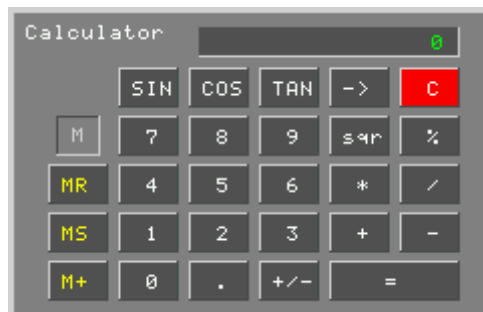 Calculator
0
SIN COS TAN -> C
M 7 8 9 sqr %
MR 4 5 6 * /
MS 1 2 3 + -
M+ 0 . +/- =